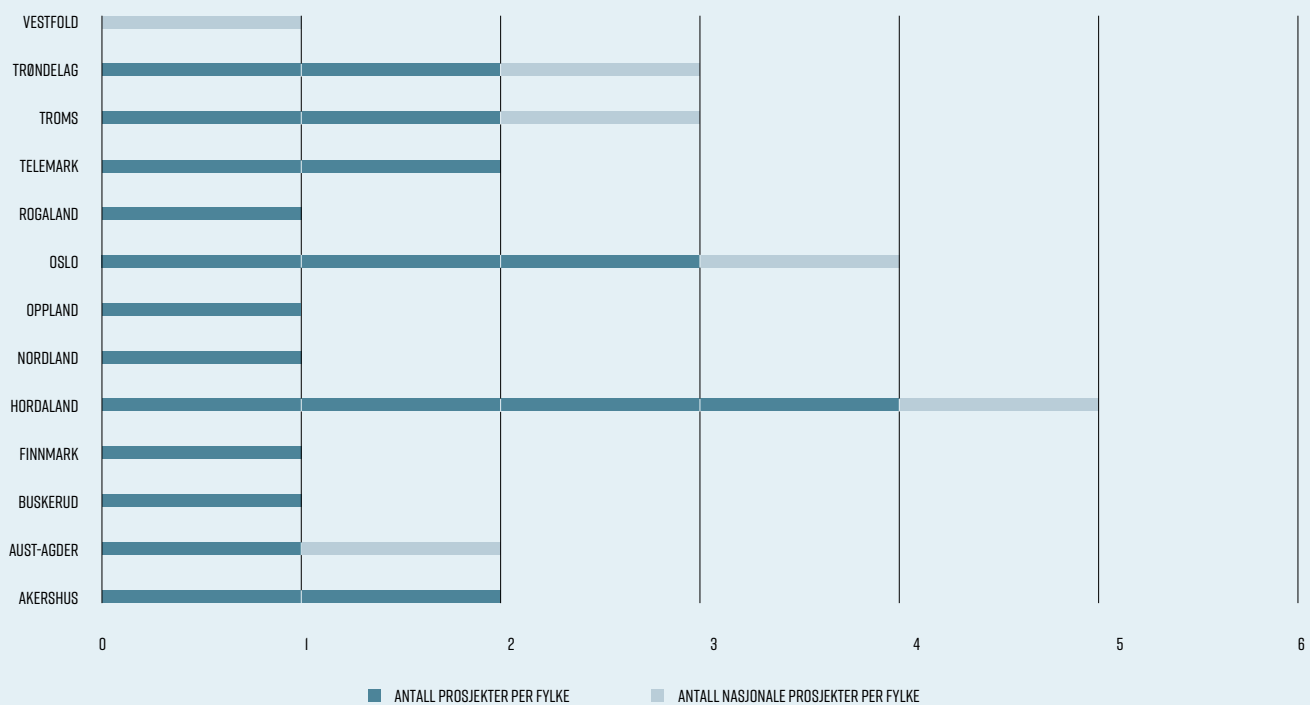 VESTFOLD
TRØNDELAG
TROMS
TELEMARK
ROGALAND
OSLO
OPPLAND
NORDLAND
HORDALAND
FINNMARK
BUSKERUD
AUST-AGDER
AKERSHUS
0 1 2 3 4 5 6
ANTALL PROSJEKTER PER FYLKE ANTALL NASJONALE PROSJEKTER PER FYLKE